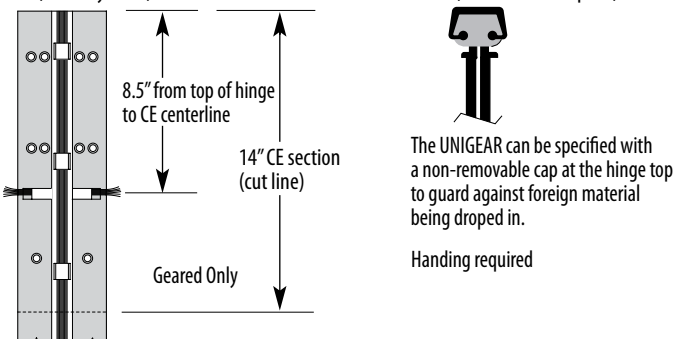 8.5” from top of hinge
to CE centerline
14” CE section
(cut line)
Geared Only
The UNIGEAR can be specified with
a non-removable cap at the hinge top
to guard against foreign material
being droped in.
Handing required